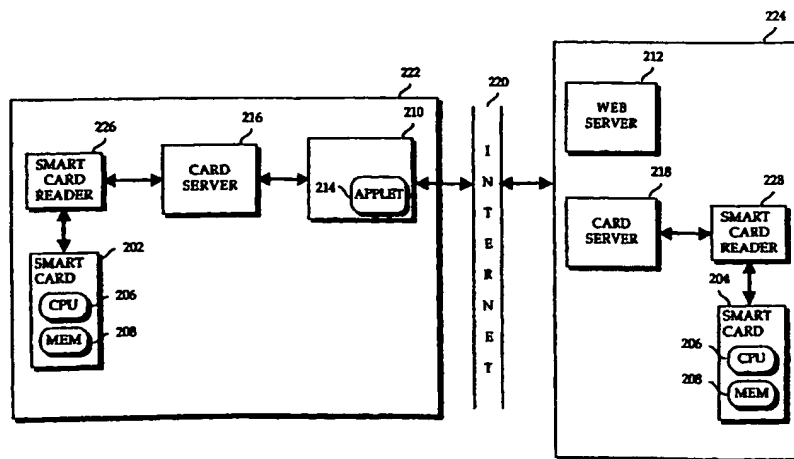 224
222
220
212
WEB
SERVER
226
216
210
SMART
CARD
READER
CARD
SERVER
214
APPLET
INTERNET
218
CARD
SERVER
228
SMART
CARD
READER
202
SMART
CARD
206
CPU
208
MEM
204
SMART
CARD
206
CPU
208
MEM